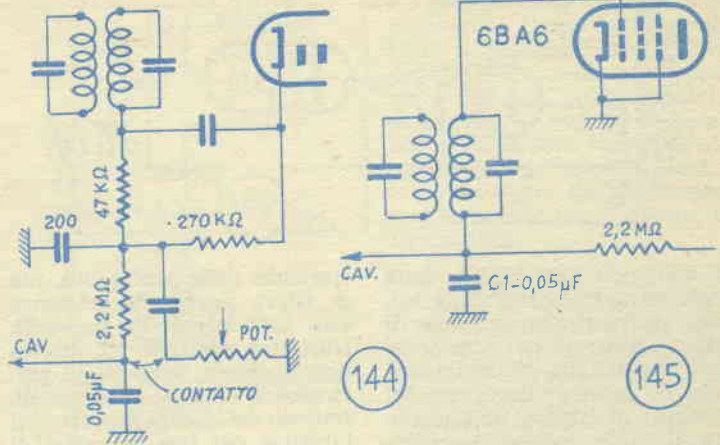 6BA6
47 KΩ
200
270 KΩ
2,2 MΩ
POT.
CAV
CONTATTO
0,05µF
144
2,2 MΩ
CAV.
C1-0,05µF
145